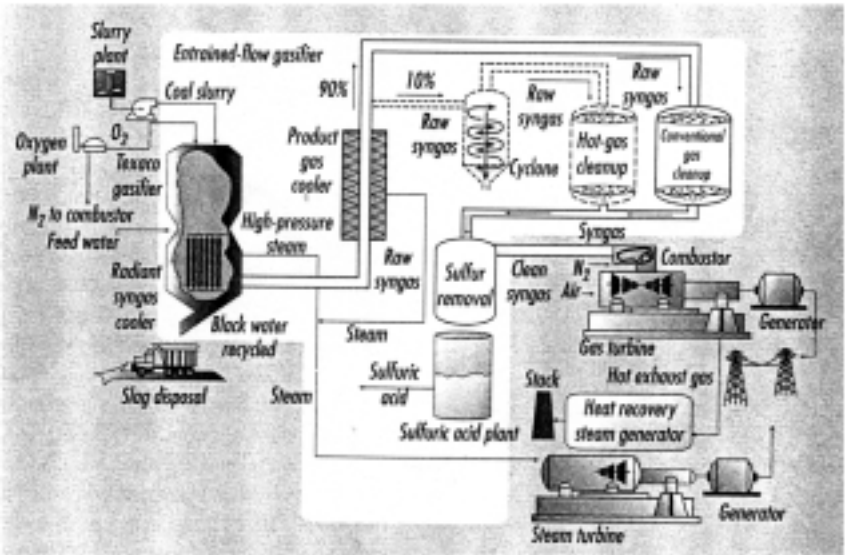 Slurry
plant
Entrained-flow gasifier
Coal slurry
O2
Oxygen
plant
Texaco
gasifier
N2 to combustor
Feed water
High-pressure
steam
Radiant
syngas
cooler
Black water
recycled
Slag disposal
90%
10%
Product
gas
cooler
Raw
syngas
Cyclone
Raw
syngas
Hot-gas
cleanup
Raw
syngas
Conventional
gas
cleanup
Syngas
Raw
syngas
Steam
Steam
Sulfur
removal
Clean
syngas
N2
Air
Combustor
Generator
Gas turbine
Sulfuric
acid
Sulfuric acid plant
Hot exhaust gas
Stack
Heat recovery
steam generator
Steam turbine
Generator